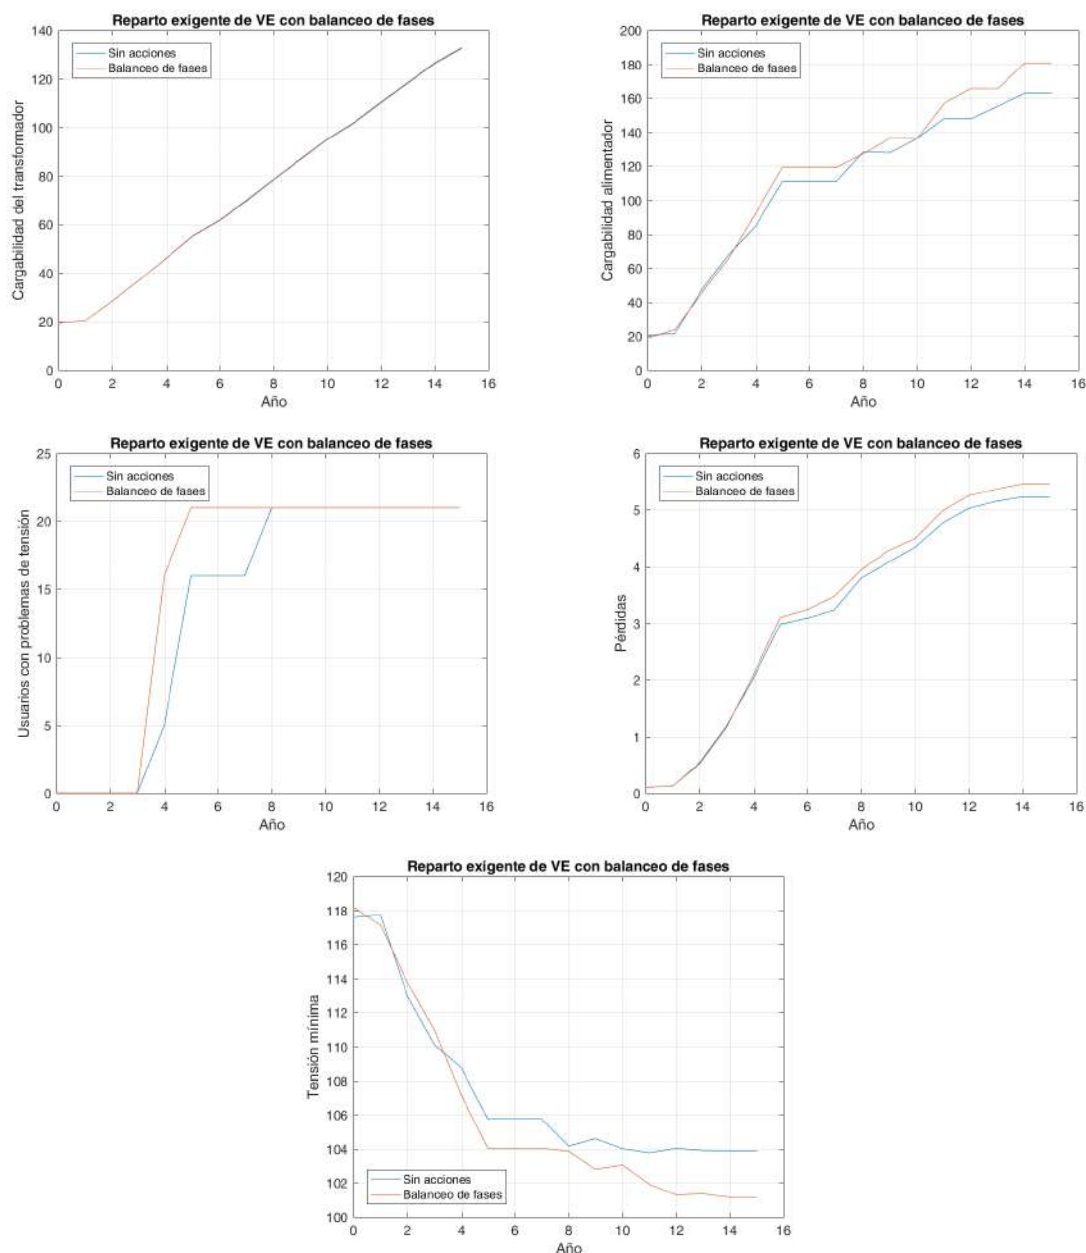 Reparto exigente de VE con balanceo de fases
140
120
100
80
60
40
20
0
Cargabilidad del transformador
Sin acciones
Balanceo de fases
0 2 4 6 8 10 12 14 16
Año
Reparto exigente de VE con balanceo de fases
200
180
160
140
120
100
80
60
40
20
0
Cargabilidad alimentador
Sin acciones
Balanceo de fases
0 2 4 6 8 10 12 14 16
Año
Reparto exigente de VE con balanceo de fases
25
20
15
10
5
0
Usuarios con problemas de tensión
Sin acciones
Balanceo de fases
0 2 4 6 8 10 12 14 16
Año
Reparto exigente de VE con balanceo de fases
6
5
4
3
2
1
0
Pérdidas
Sin acciones
Balanceo de fases
0 2 4 6 8 10 12 14 16
Año
Reparto exigente de VE con balanceo de fases
120
118
116
114
112
110
108
106
104
102
100
Tensión mínima
Sin acciones
Balanceo de fases
0 2 4 6 8 10 12 14 16
Año